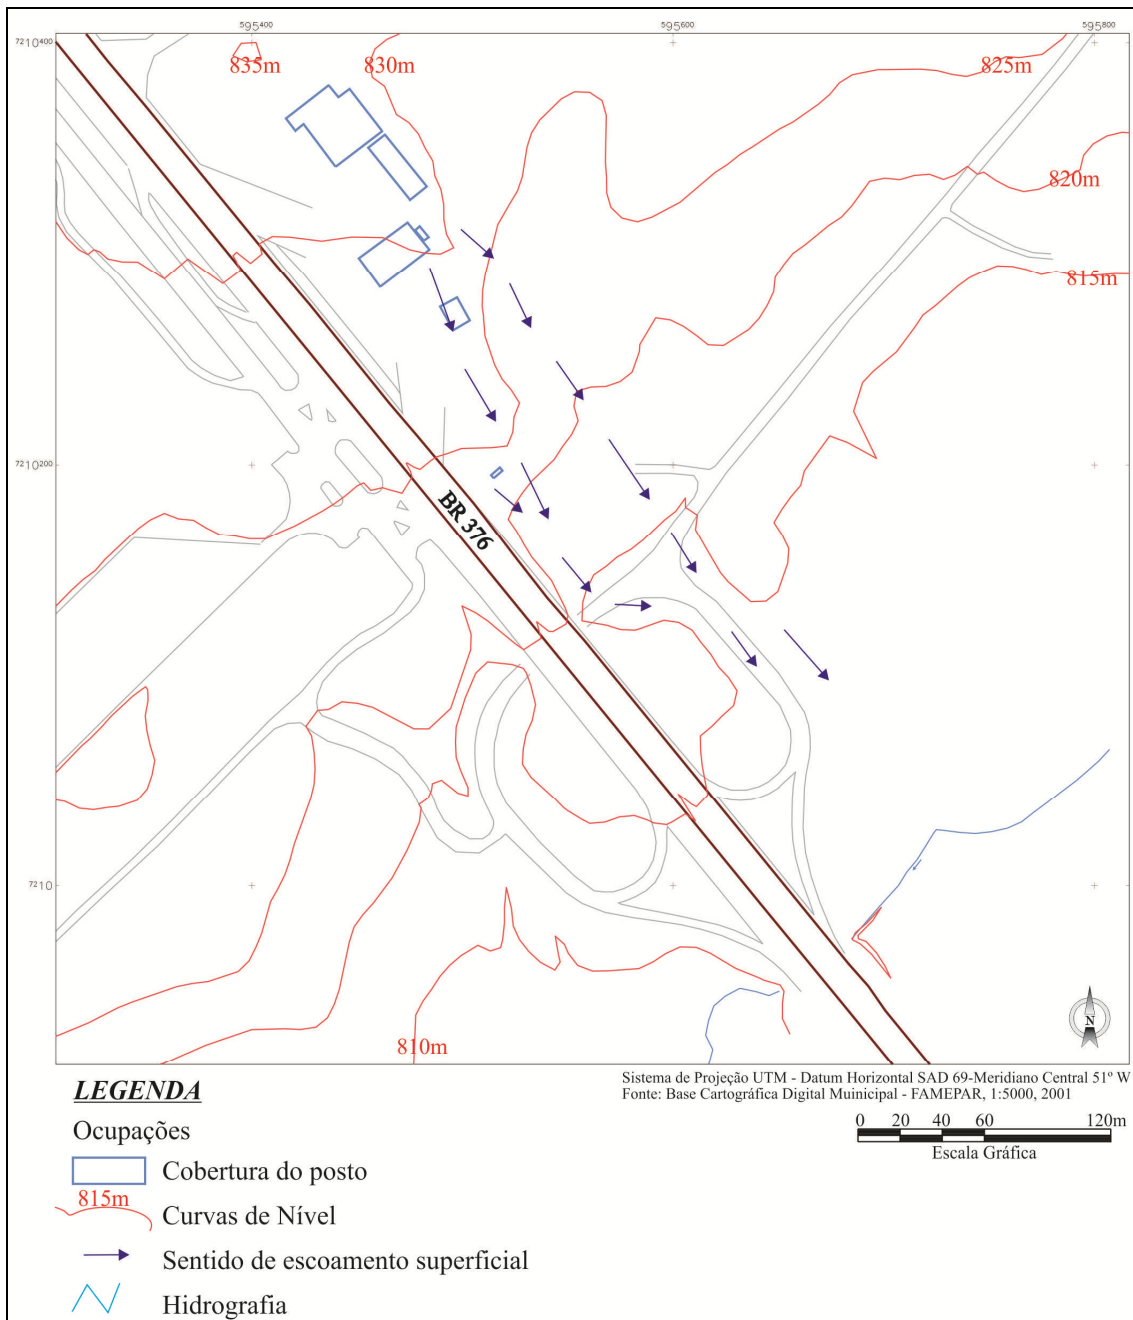 595400
595600
595800
7210400
835m
830m
825m
820m
815m
7210200
BR 376
7210
810m
N
LEGENDA
Sistema de Projeção UTM - Datum Horizontal SAD 69-Meridiano Central 51º W
Fonte: Base Cartográfica Digital Muinicipal - FAMEPAR, 1:5000, 2001
Ocupações
0 20 40 60 120m
Escala Gráfica
Cobertura do posto
815m
Curvas de Nível
Sentido de escoamento superficial
Hidrografia